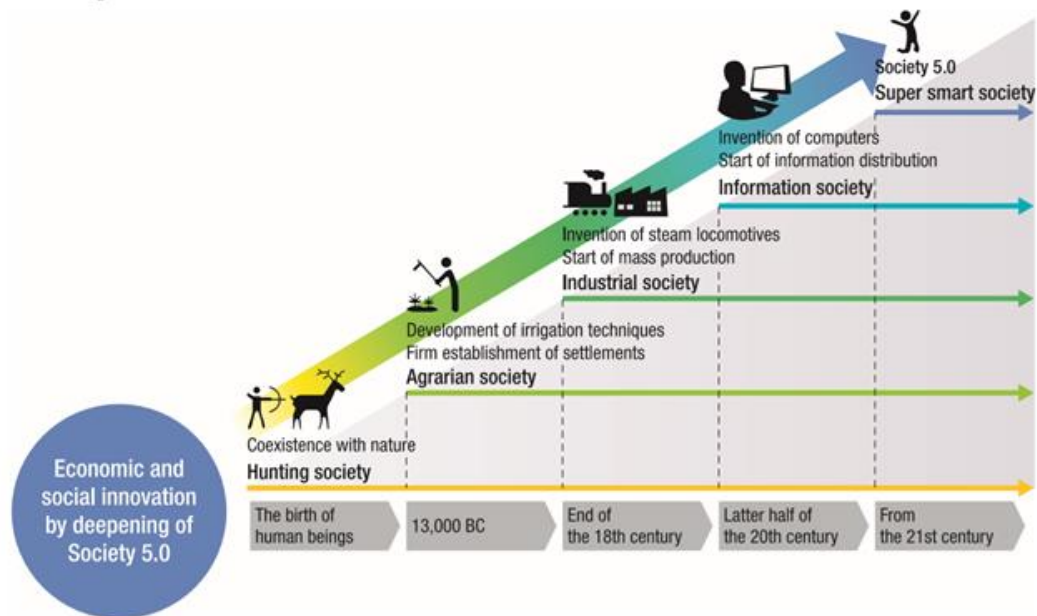 Society 5.0
Super smart society
Invention of computers
Start of information distribution
Information society
Invention of steam locomotives
Start of mass production
Industrial society
Development of irrigation techniques
Firm establishment of settlements
Agrarian society
Coexistence with nature
Hunting society
Economic and
social innovation
by deepening of
Society 5.0
The birth of
human beings
13,000 BC
End of
the 18th century
Latter half of
the 20th century
From
the 21st century